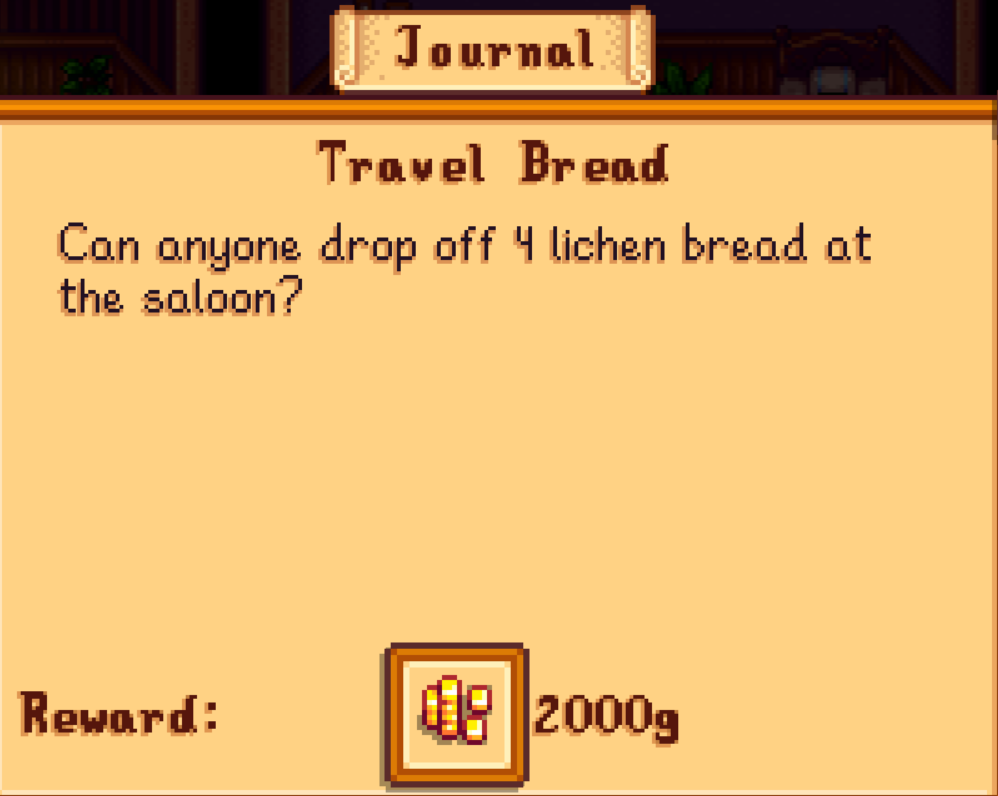 Journal
Travel Bread
Can anyone drop off 4 lichen bread at
the saloon?
Reward: 2000g